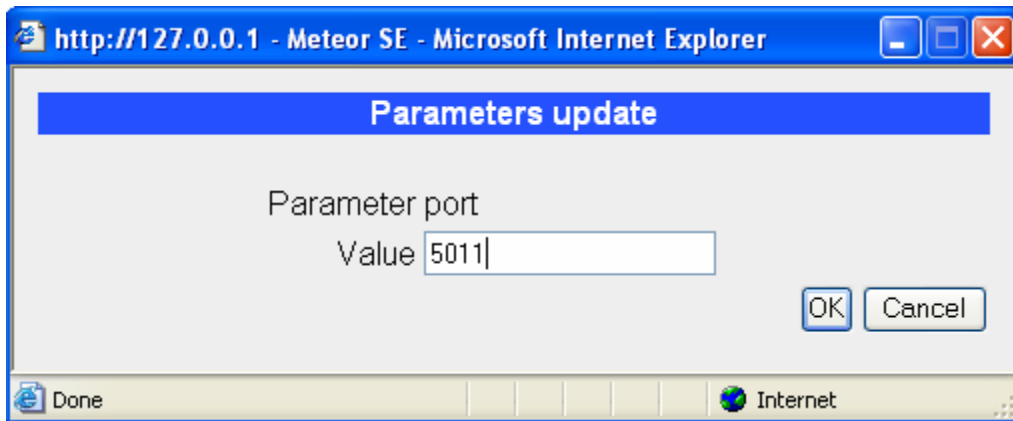 http://127.0.0.1 - Meteor SE - Microsoft Internet Explorer
Parameters update
Parameter port
Value 5011
OK Cancel
Done Internet